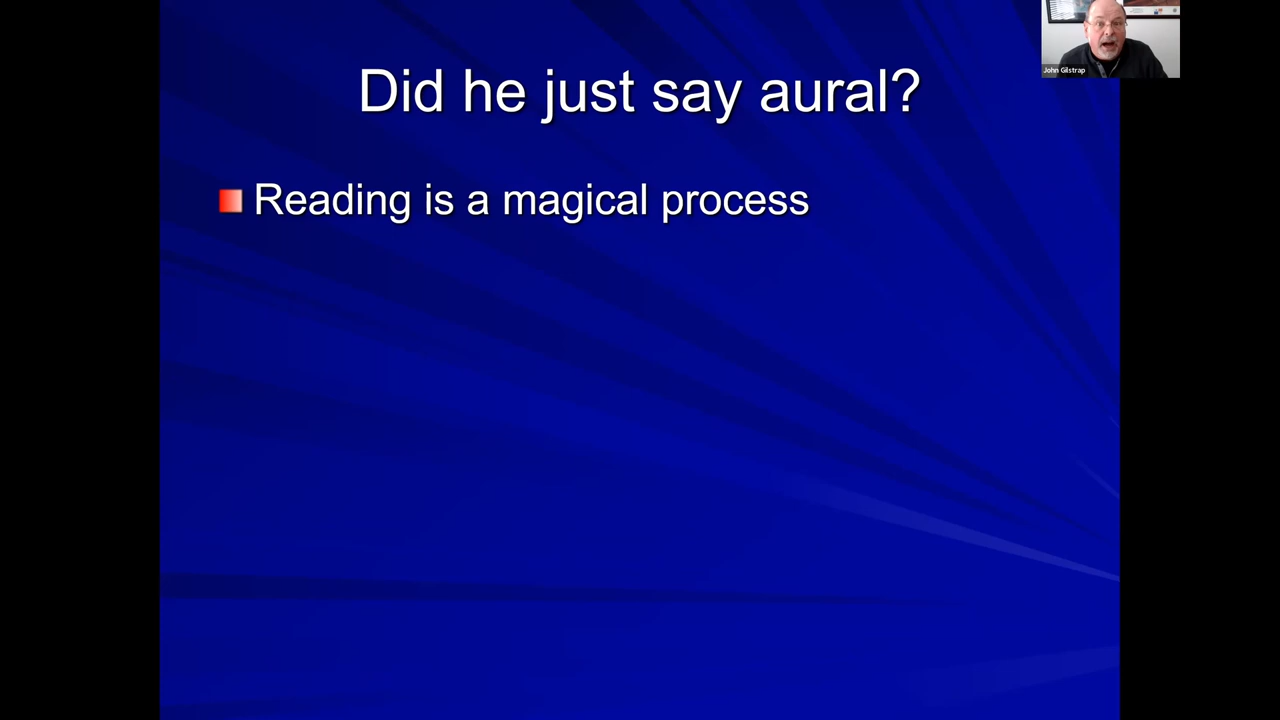 Did he just say aural?
Reading is a magical process
John Gilstrap